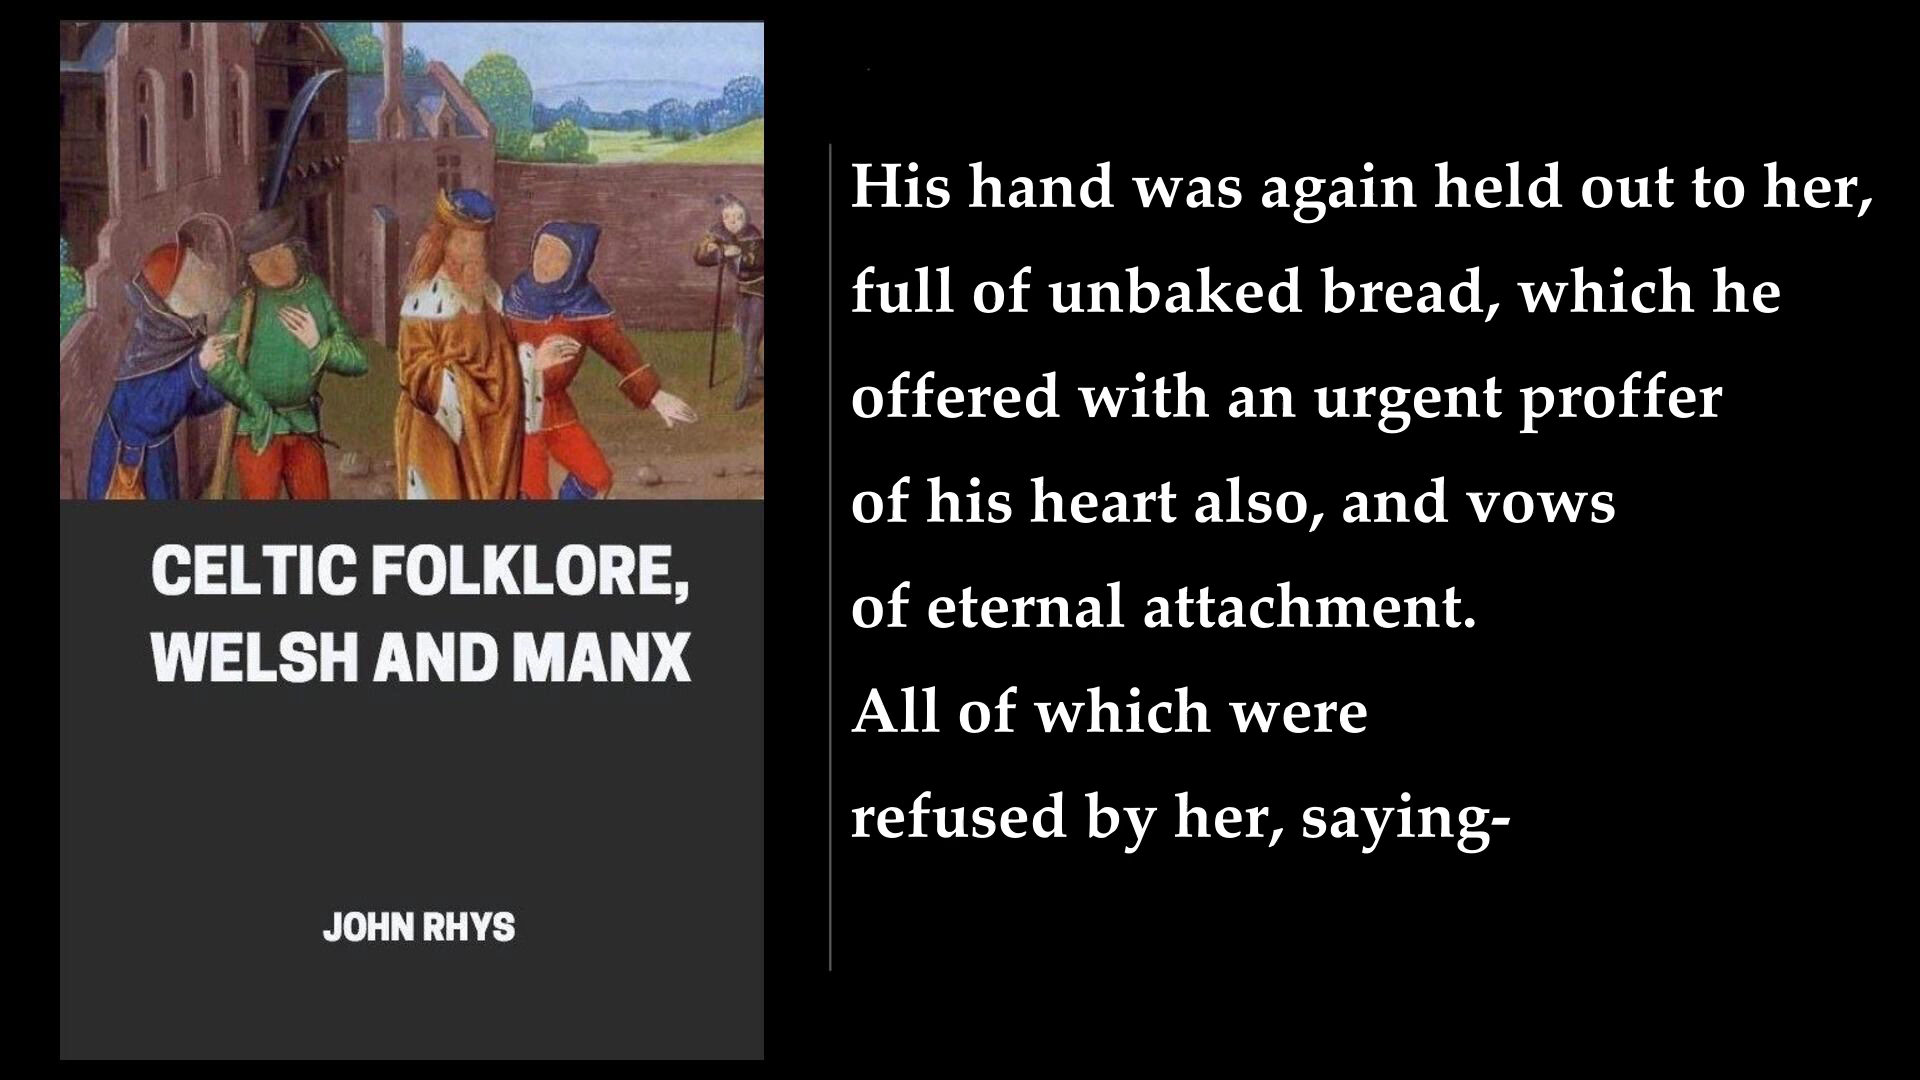 CELTIC FOLKLORE,
WELSH AND MANX
JOHN RHYS
His hand was again held out to her,
full of unbaked bread, which he
offered with an urgent proffer
of his heart also, and vows
of eternal attachment.
All of which were
refused by her, saying-